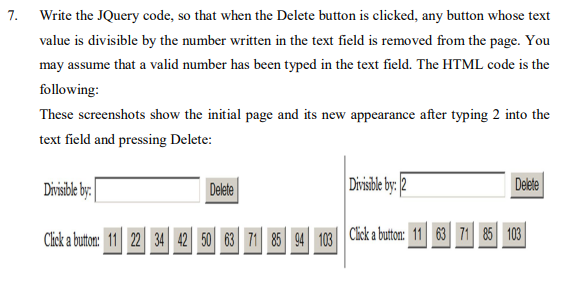 7. Write the JQuery code, so that when the Delete button is clicked, any button whose text
value is divisible by the number written in the text field is removed from the page. You
may assume that a valid number has been typed in the text field. The HTML code is the
following:
These screenshots show the initial page and its new appearance after typing 2 into the
text field and pressing Delete:
Divisible by: Delete
Click a button: 11 22 34 42 50 63 71 85 94 103
Divisible by: 2 Delete
Click a button: 11 63 71 85 103